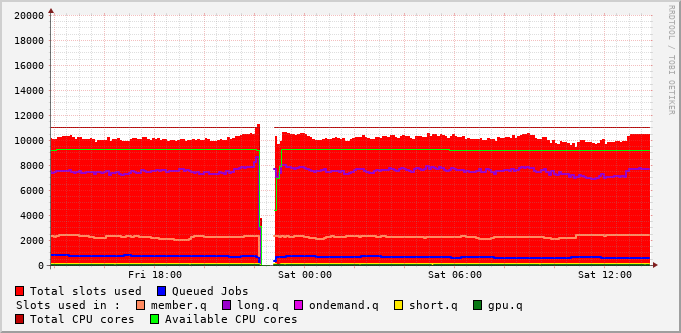 20000
18000
16000
14000
12000
10000
8000
6000
4000
2000
0
Fri 18:00 Sat 00:00 Sat 06:00 Sat 12:00
RRDTOOL / TOBI OETIKER
Total slots used Queued Jobs
Slots used in : member.q long.q ondemand.q short.q gpu.q
Total CPU cores Available CPU cores